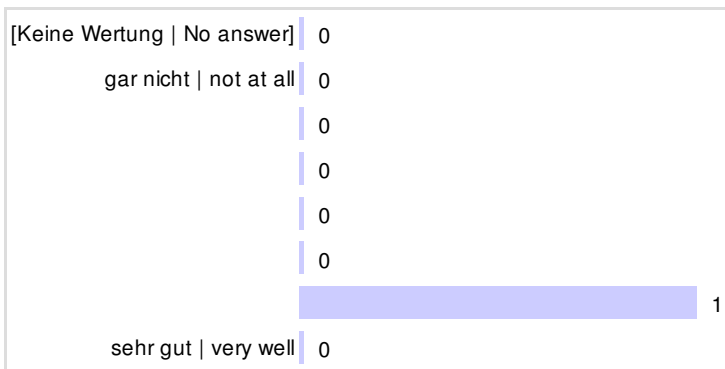 [Keine Wertung | No answer] 0
gar nicht | not at all 0
0
0
0
0
1
sehr gut | very well 0